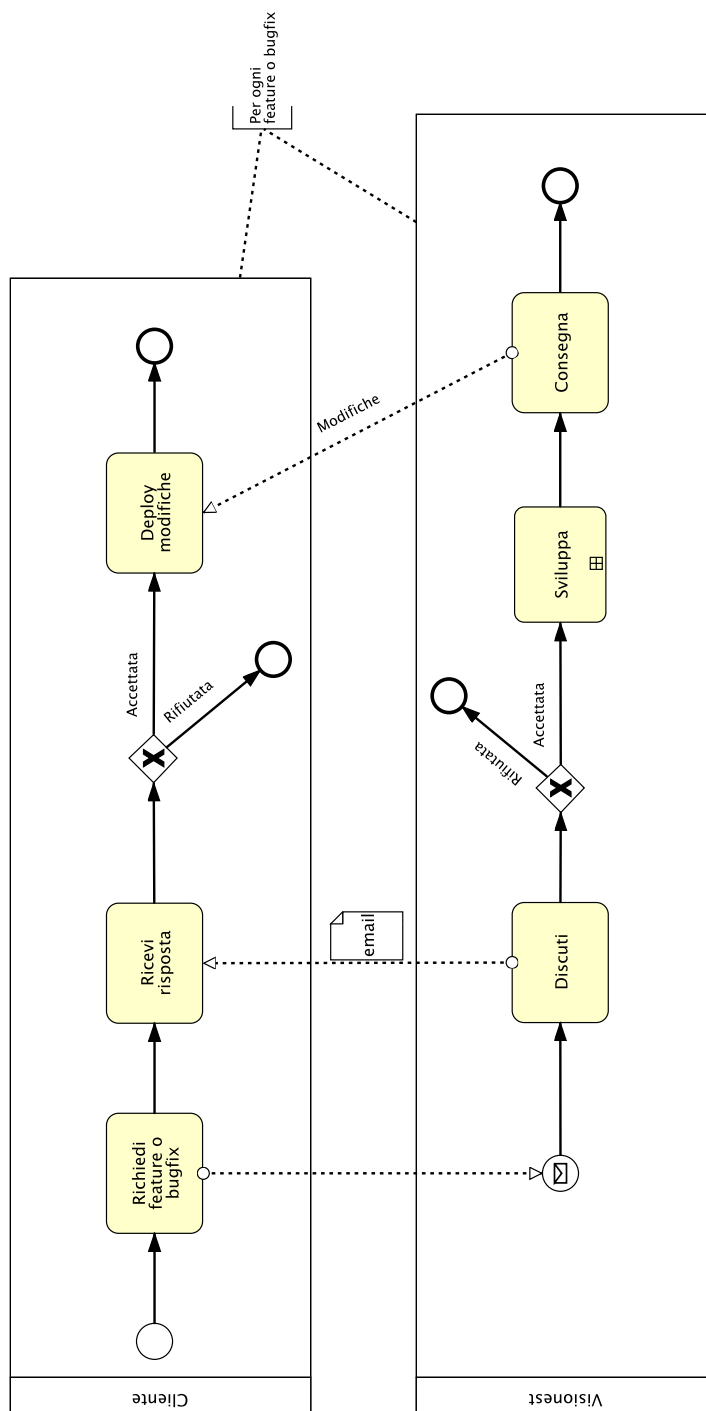 Per ogni
feature o bugfix
Cliente
Richiedi
feature o
bugfix
Ricevi
risposta
Accettata
Rifiutata
Deploy
modifiche
email
Modifiche
Visionest
Discuti
Rifiutata
Accettata
Sviluppa
Consegna